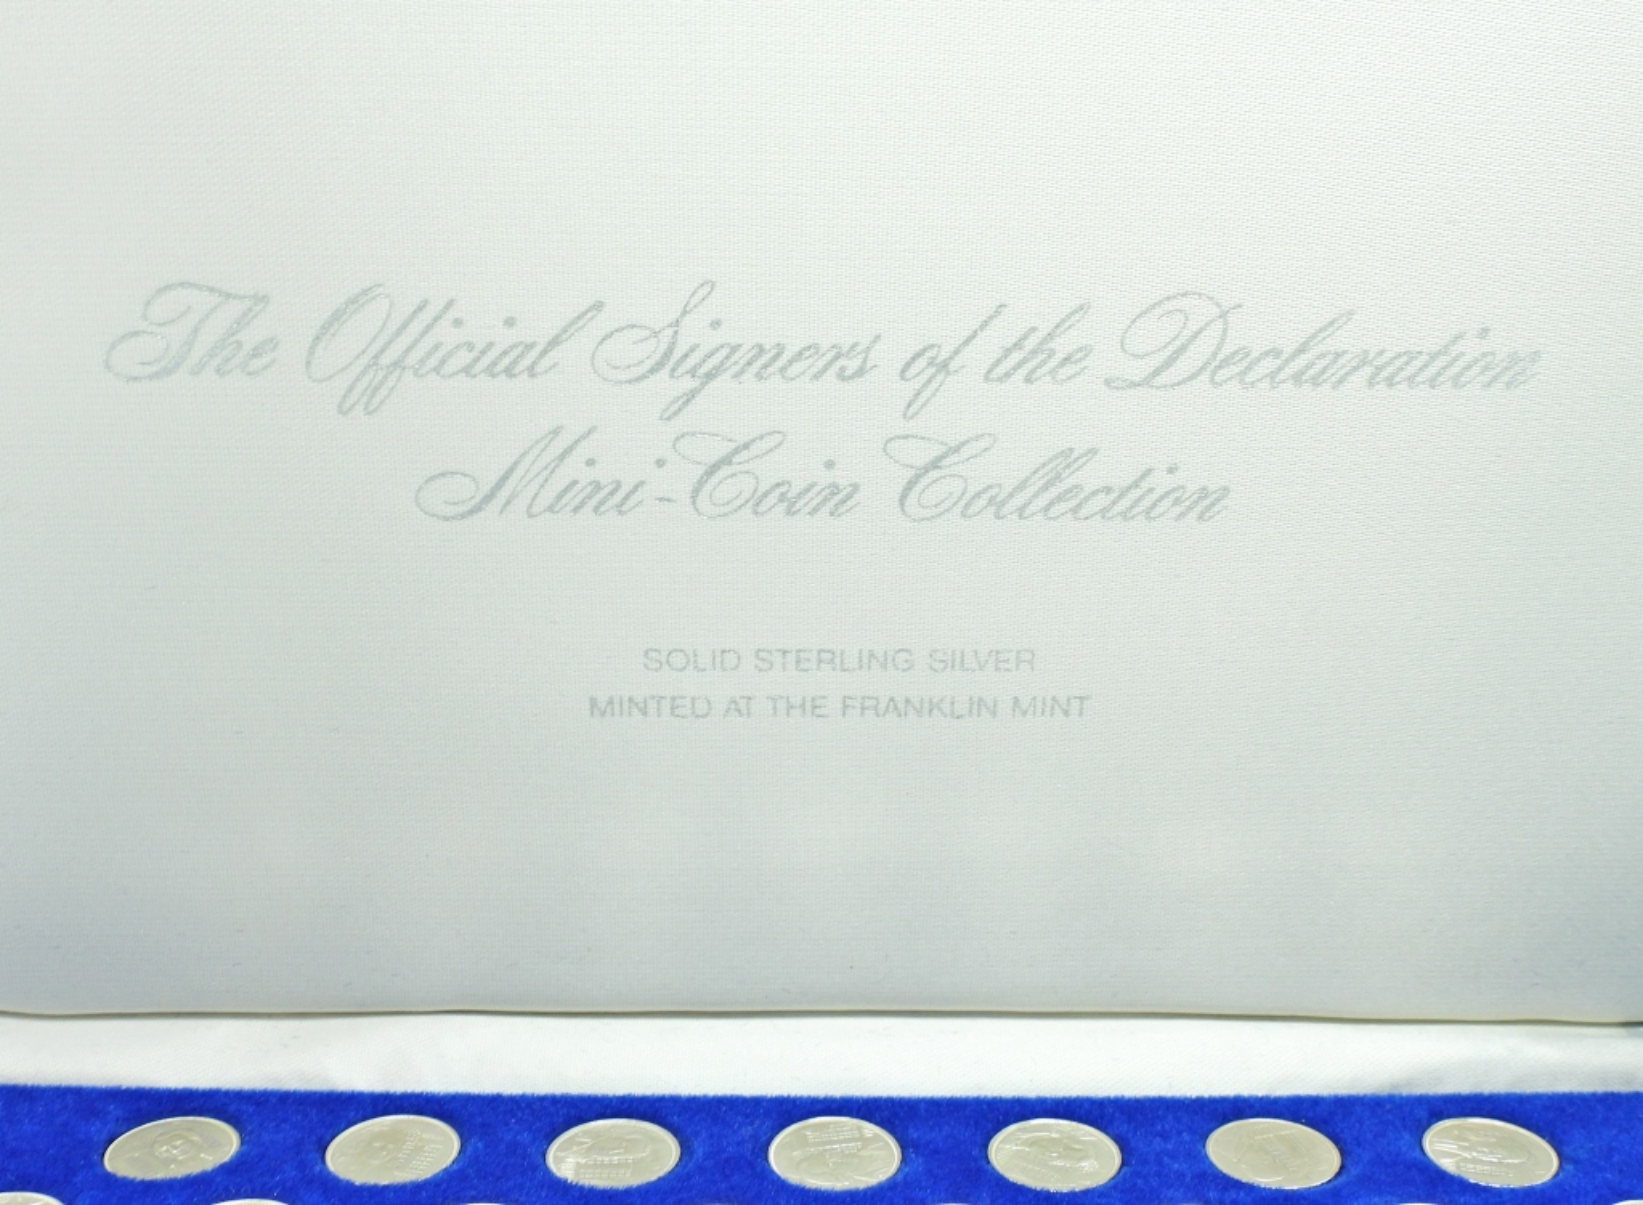 The Official Signers of the Declaration
Mini-Coin Collection
SOLID STERLING SILVER
MINTED AT THE FRANKLIN MINT